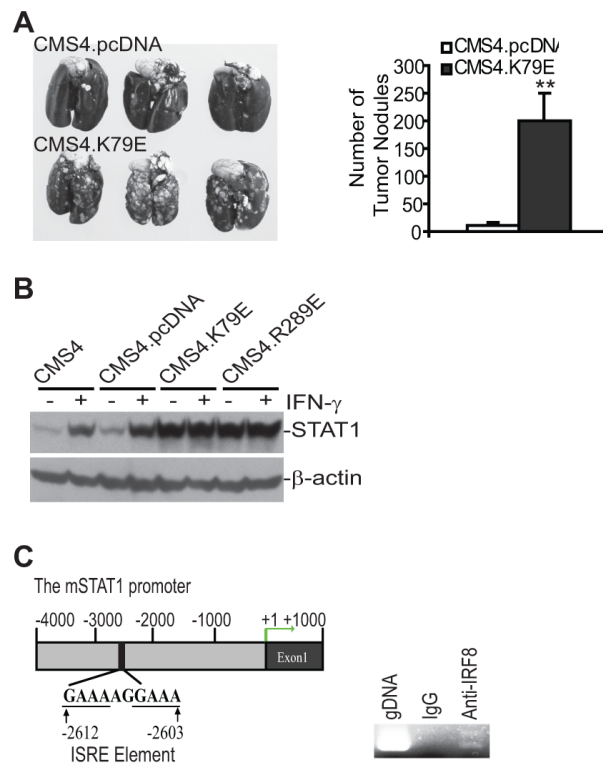 A
CMS4.pcDNA
CMS4.K79E
CMS4.pcDNA
CMS4.K79E
**
Number of
Tumor Nodules
300
250
200
150
100
50
0
B
CMS4
CMS4.pcDNA
CMS4.K79E
CMS4.R289E
- + - + - + - + IFN-γ
-STAT1
-β-actin
C
The mSTAT1 promoter
-4000 -3000 -2000 -1000 +1 +1000
Exon1
GAAAAGGAAA
-2612 -2603
ISRE Element
gDNA
IgG
Anti-IRF8